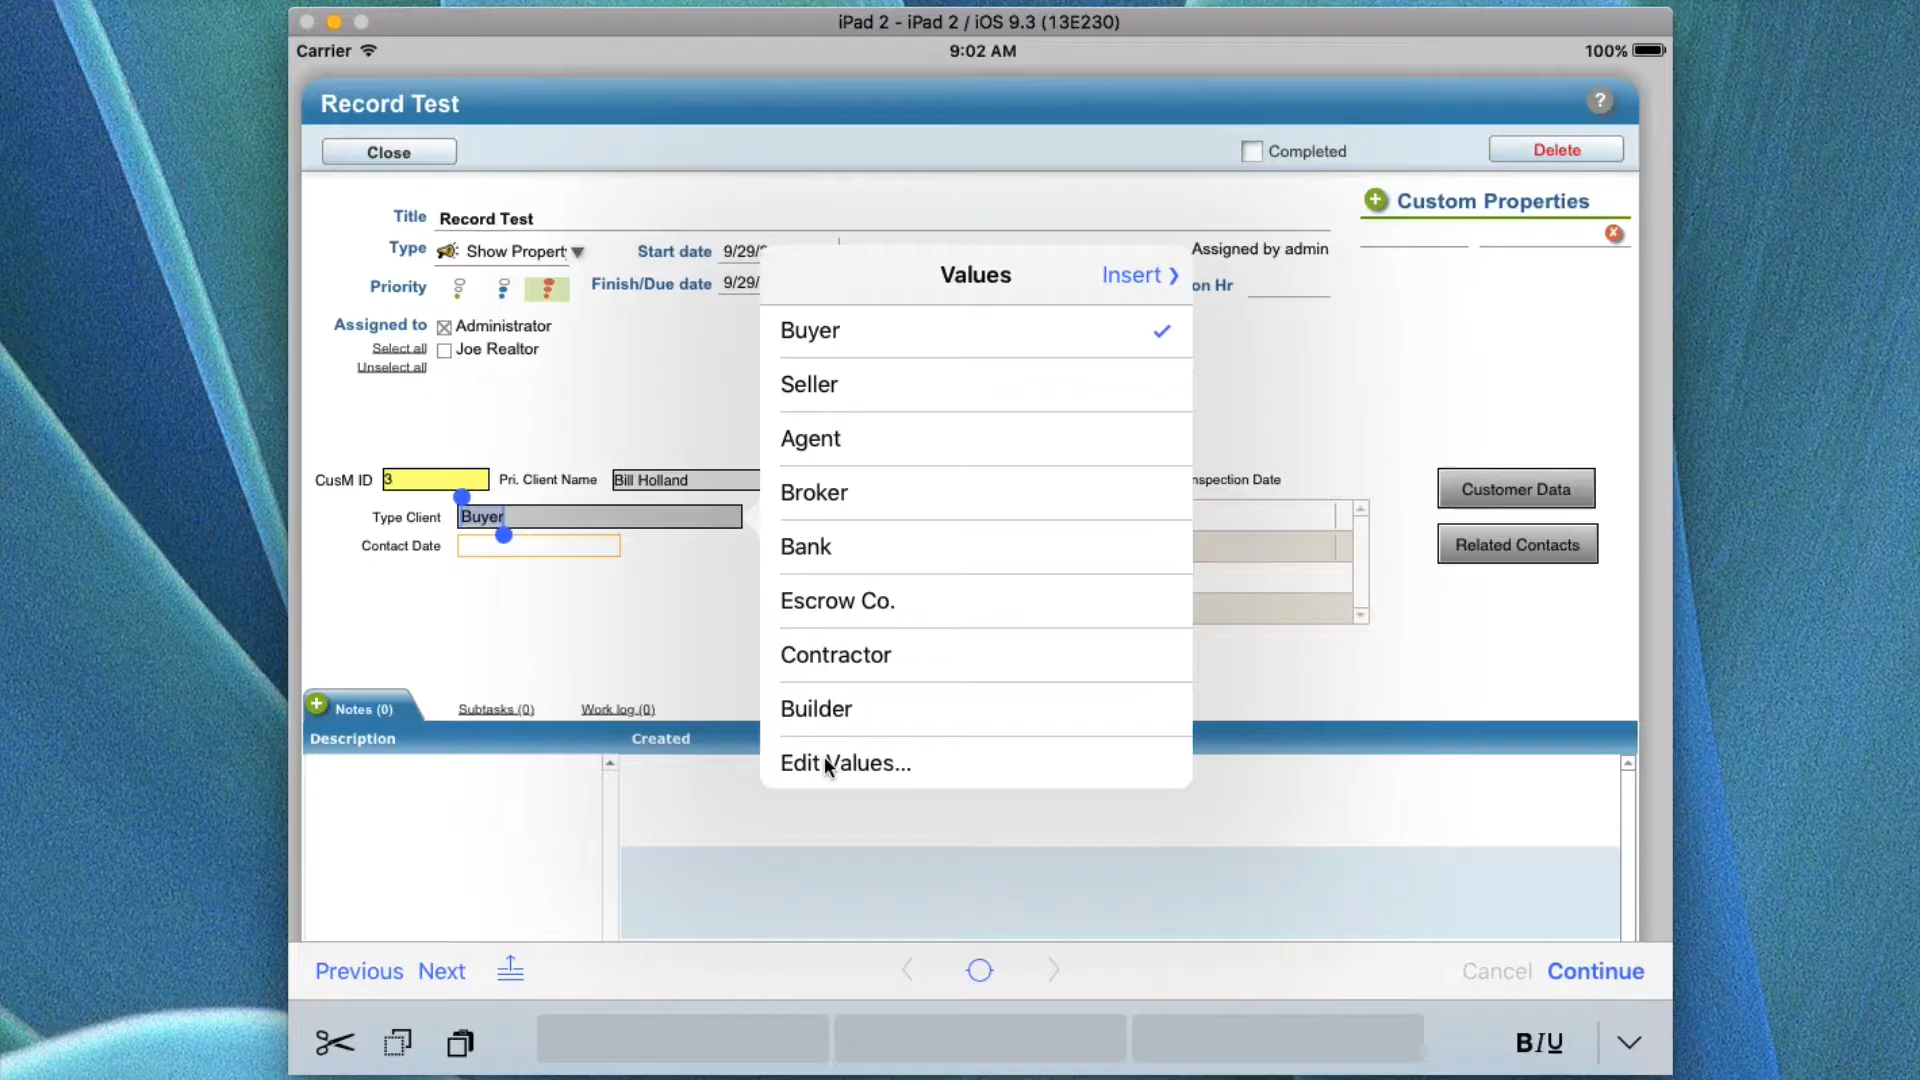 iPad 2 - iPad 2 / iOS 9.3 (13E230)
Carrier 9:02 AM 100%
Record Test
?
Close Completed Delete
Custom Properties
Title Record Test
Type Show Propert Start date 9/29/ Assigned by admin
Priority Finish/Due date 9/29/ on Hr
Assigned to Administrator
Select all Joe Realtor
Unselect all
Values Insert
Buyer
Seller
Agent
Broker
Bank
Escrow Co.
Contractor
Builder
Edit Values...
CusM ID 3 Pri. Client Name Bill Holland nspection Date
Type Client Buyer
Contact Date
Customer Data
Related Contacts
Notes (0) Subtasks (0) Work log (0)
Description Created
Previous Next Cancel Continue
BIU